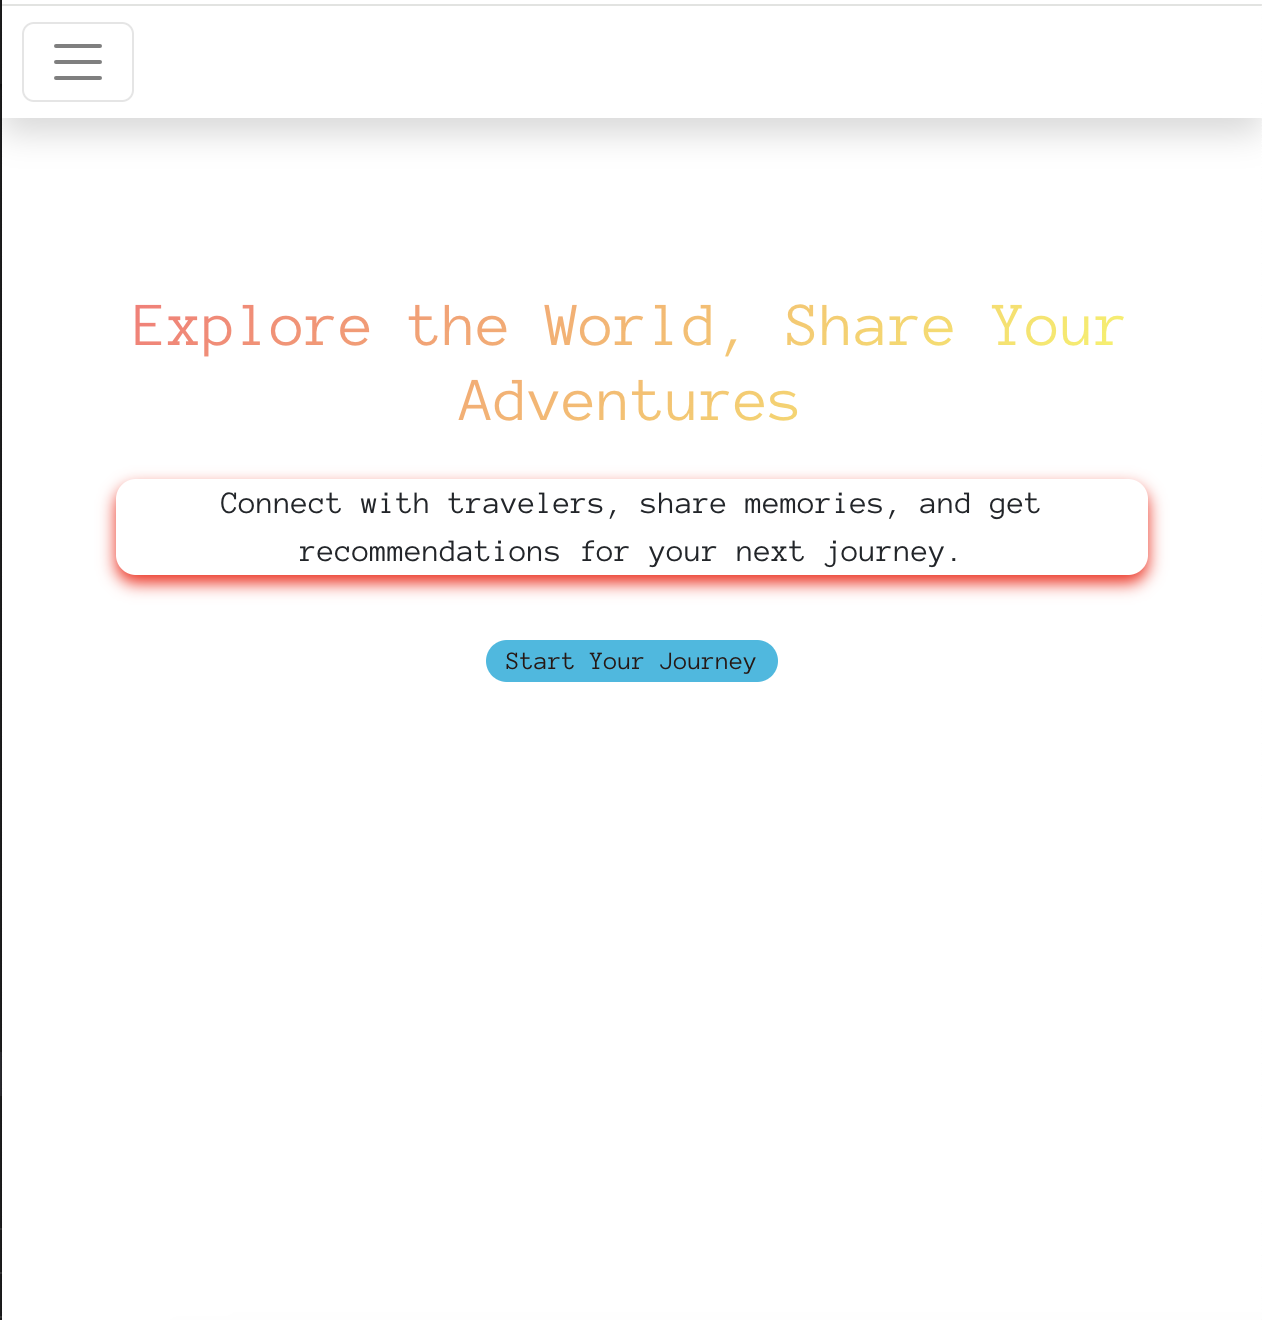 Explore the World, Share Your
Adventures
Connect with travelers, share memories, and get
recommendations for your next journey.
Start Your Journey